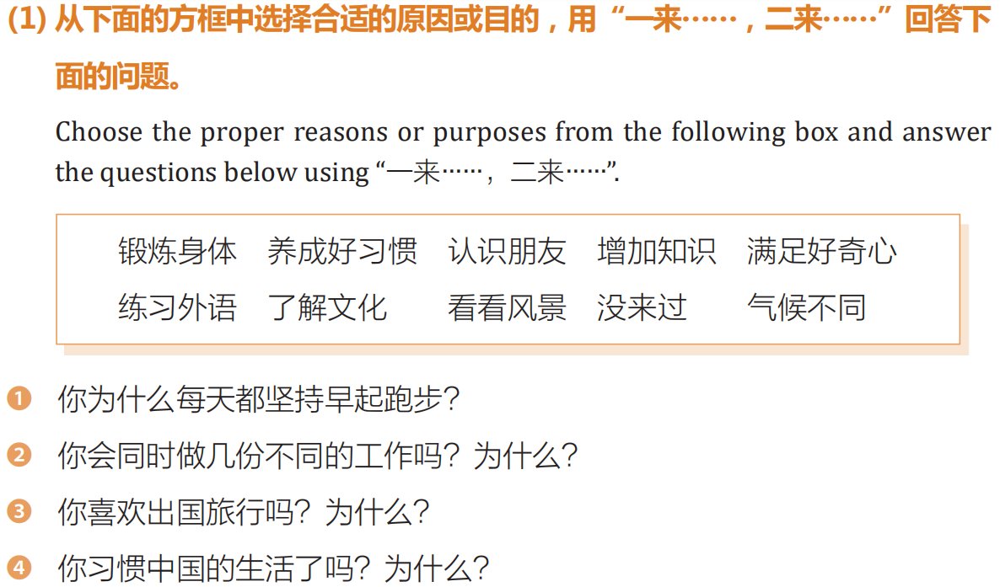 (1) 从下面的方框中选择合适的原因或目的，用“一来……，二来……”回答下
面的问题。
Choose the proper reasons or purposes from the following box and answer
the questions below using “一来……，二来……”.
锻炼身体 养成好习惯 认识朋友 增加知识 满足好奇心
练习外语 了解文化 看看风景 没来过 气候不同
1 你为什么每天都坚持早起跑步？
2 你会同时做几份不同的工作吗？为什么？
3 你喜欢出国旅行吗？为什么？
4 你习惯中国的生活了吗？为什么？